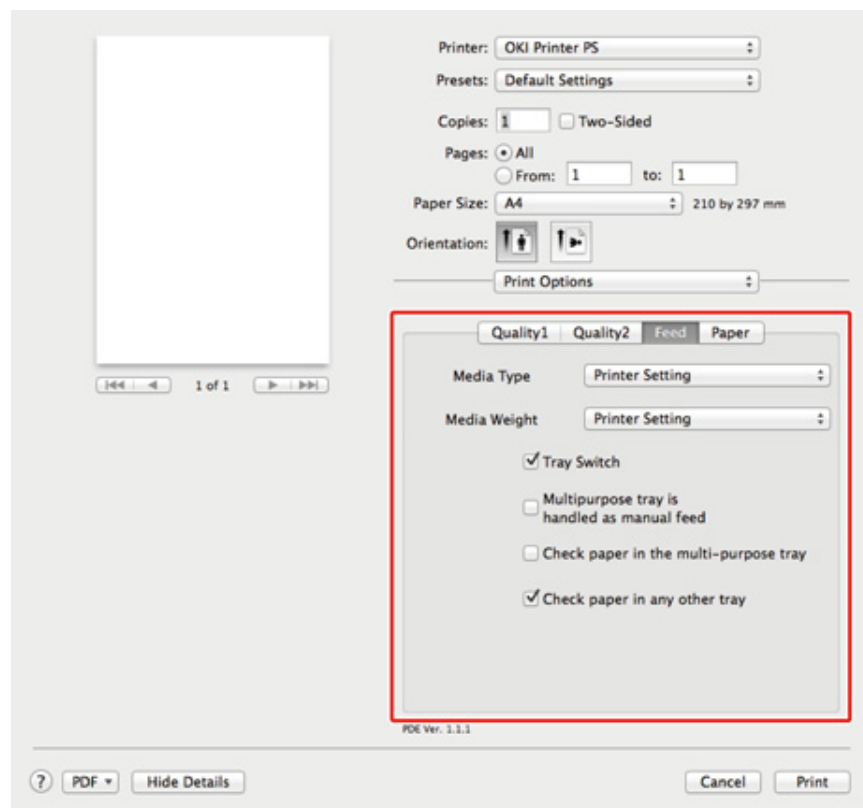 Printer: OKI Printer PS
Presets: Default Settings
Copies: 1 Two-Sided
Pages: All
From: 1 to: 1
Paper Size: A4 210 by 297 mm
Orientation:
Print Options
1 of 1
Quality1 Quality2 Feed Paper
Media Type Printer Setting
Media Weight Printer Setting
Tray Switch
Multipurpose tray is
handled as manual feed
Check paper in the multi-purpose tray
Check paper in any other tray
PDE Ver. 1.1.1
? PDF Hide Details Cancel Print